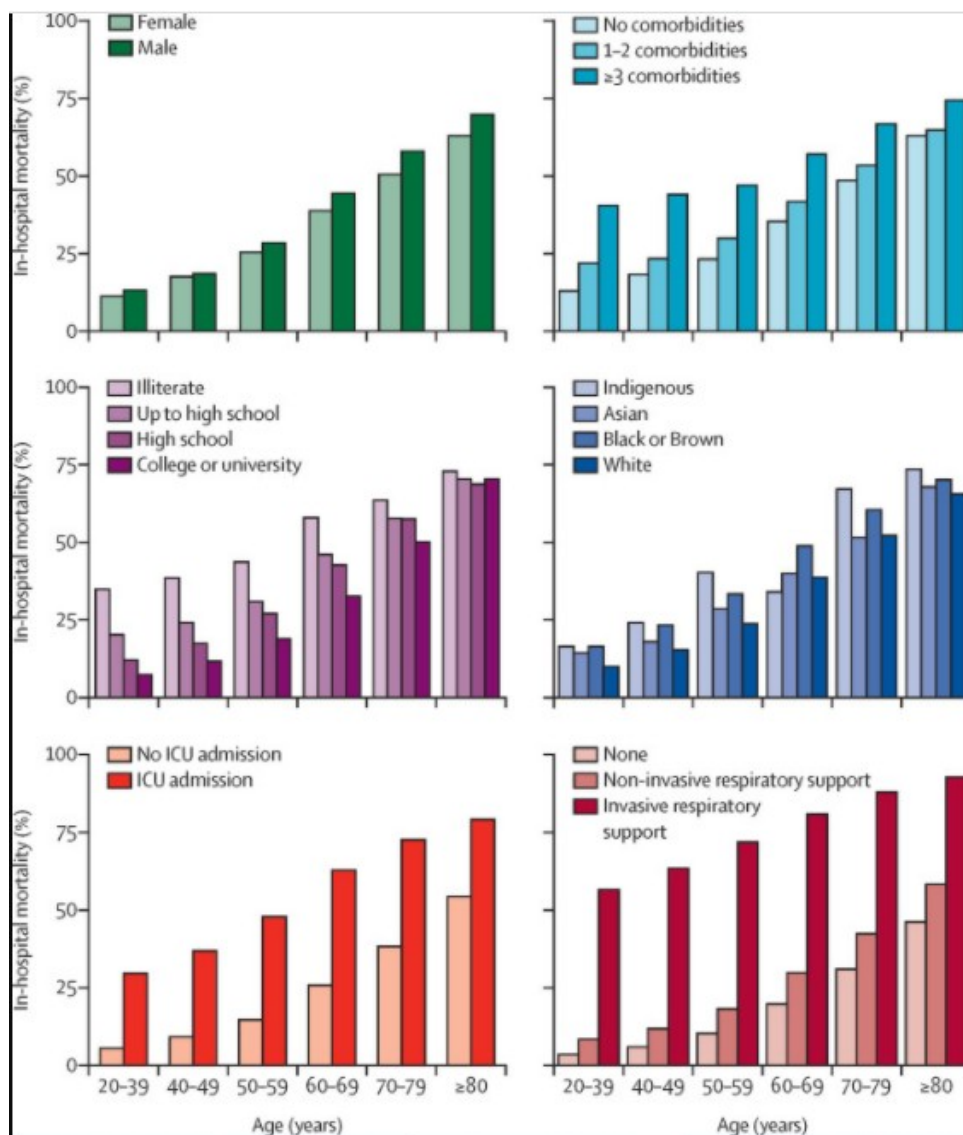 100
75
50
25
0
In-hospital mortality (%)
Female
Male
No comorbidities
1–2 comorbidities
≥3 comorbidities
100
75
50
25
0
In-hospital mortality (%)
Illiterate
Up to high school
High school
College or university
Indigenous
Asian
Black or Brown
White
100
75
50
25
0
In-hospital mortality (%)
No ICU admission
ICU admission
20–39 40–49 50–59 60–69 70–79 ≥80
Age (years)
None
Non-invasive respiratory support
Invasive respiratory
support
20–39 40–49 50–59 60–69 70–79 ≥80
Age (years)